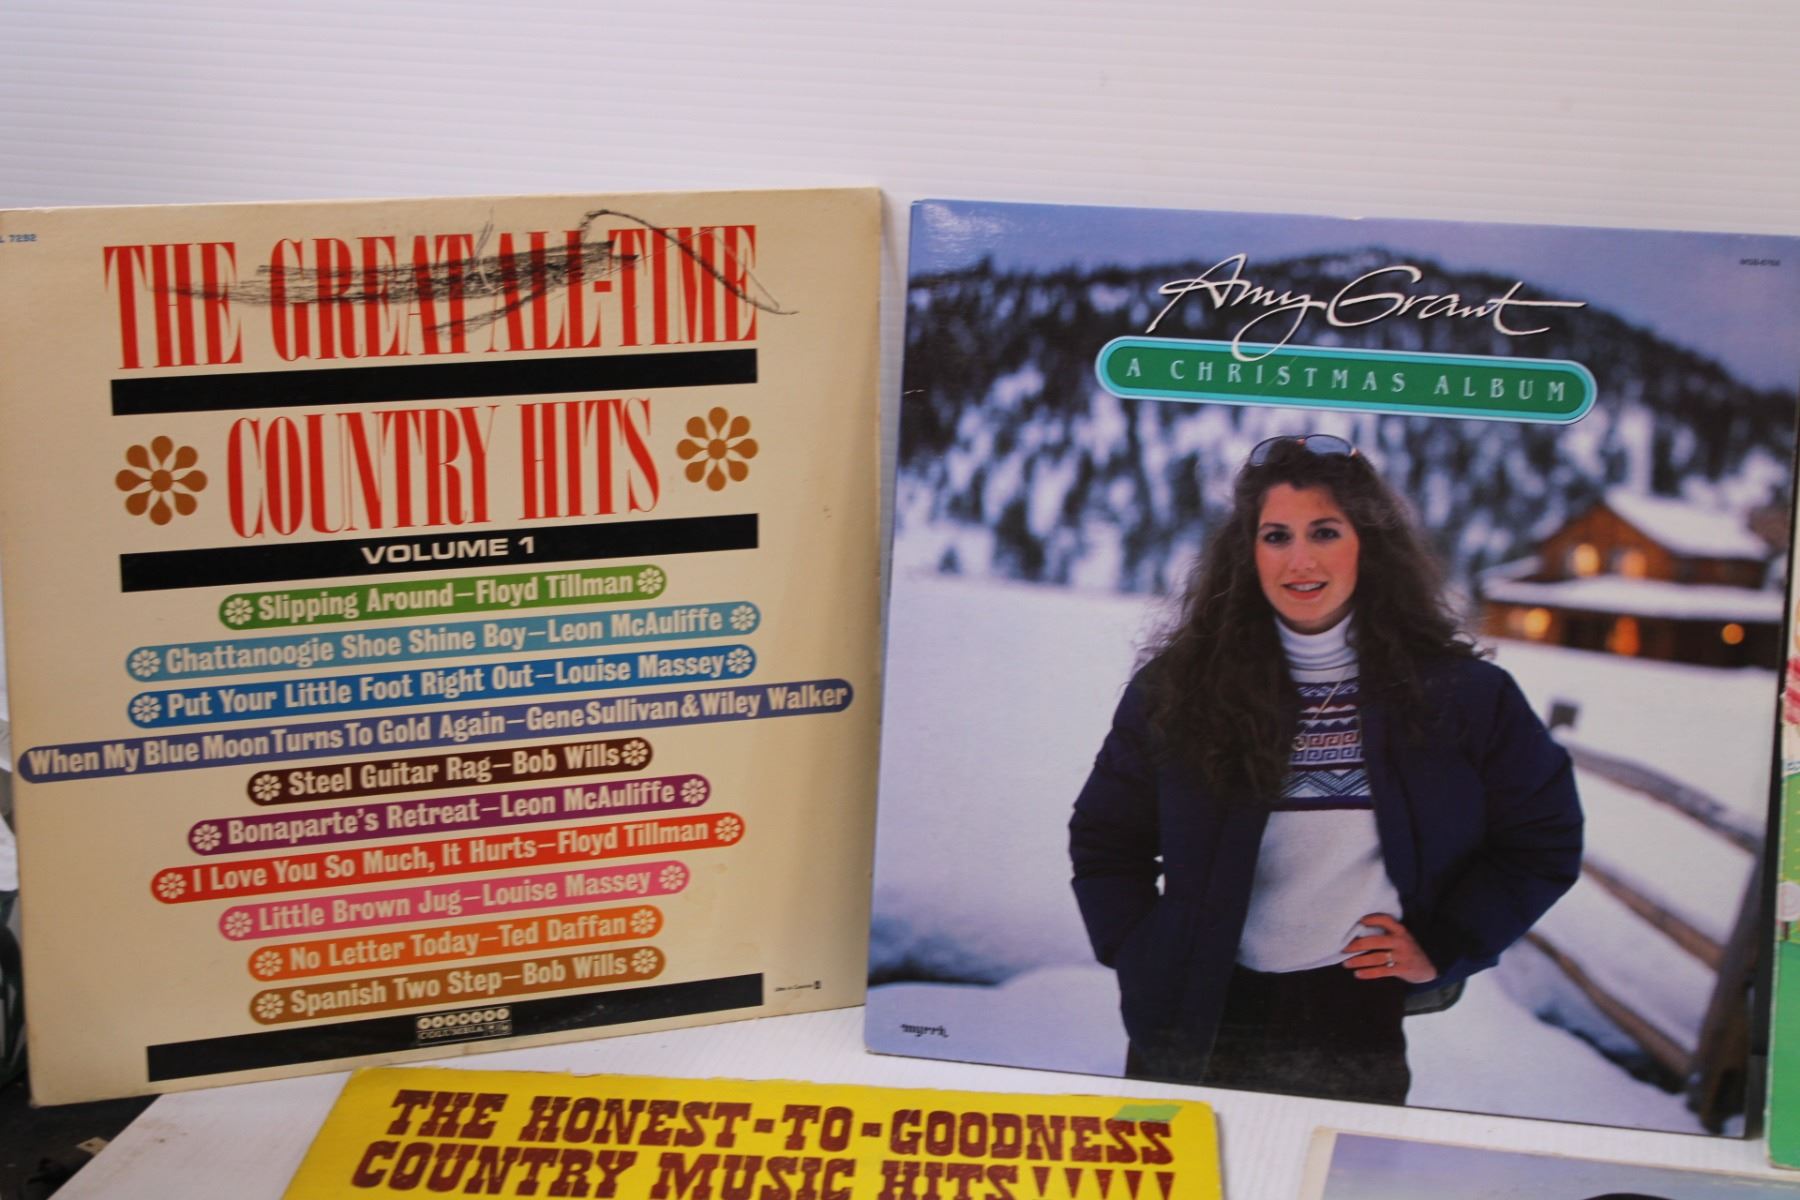 L 7292
THE GREAT ALL-TIME
COUNTRY HITS
VOLUME 1
Slipping Around–Floyd Tillman
Chattanoogie Shoe Shine Boy–Leon McAuliffe
Put Your Little Foot Right Out–Louise Massey
When My Blue Moon Turns To Gold Again–Gene Sullivan & Wiley Walker
Steel Guitar Rag–Bob Wills
Bonaparte's Retreat–Leon McAuliffe
I Love You So Much, It Hurts–Floyd Tillman
Little Brown Jug–Louise Massey
No Letter Today–Ted Daffan
Spanish Two Step–Bob Wills
Amy Grant
A CHRISTMAS ALBUM
myrrh
THE HONEST-TO-GOODNESS
COUNTRY MUSIC HITS!!!!!